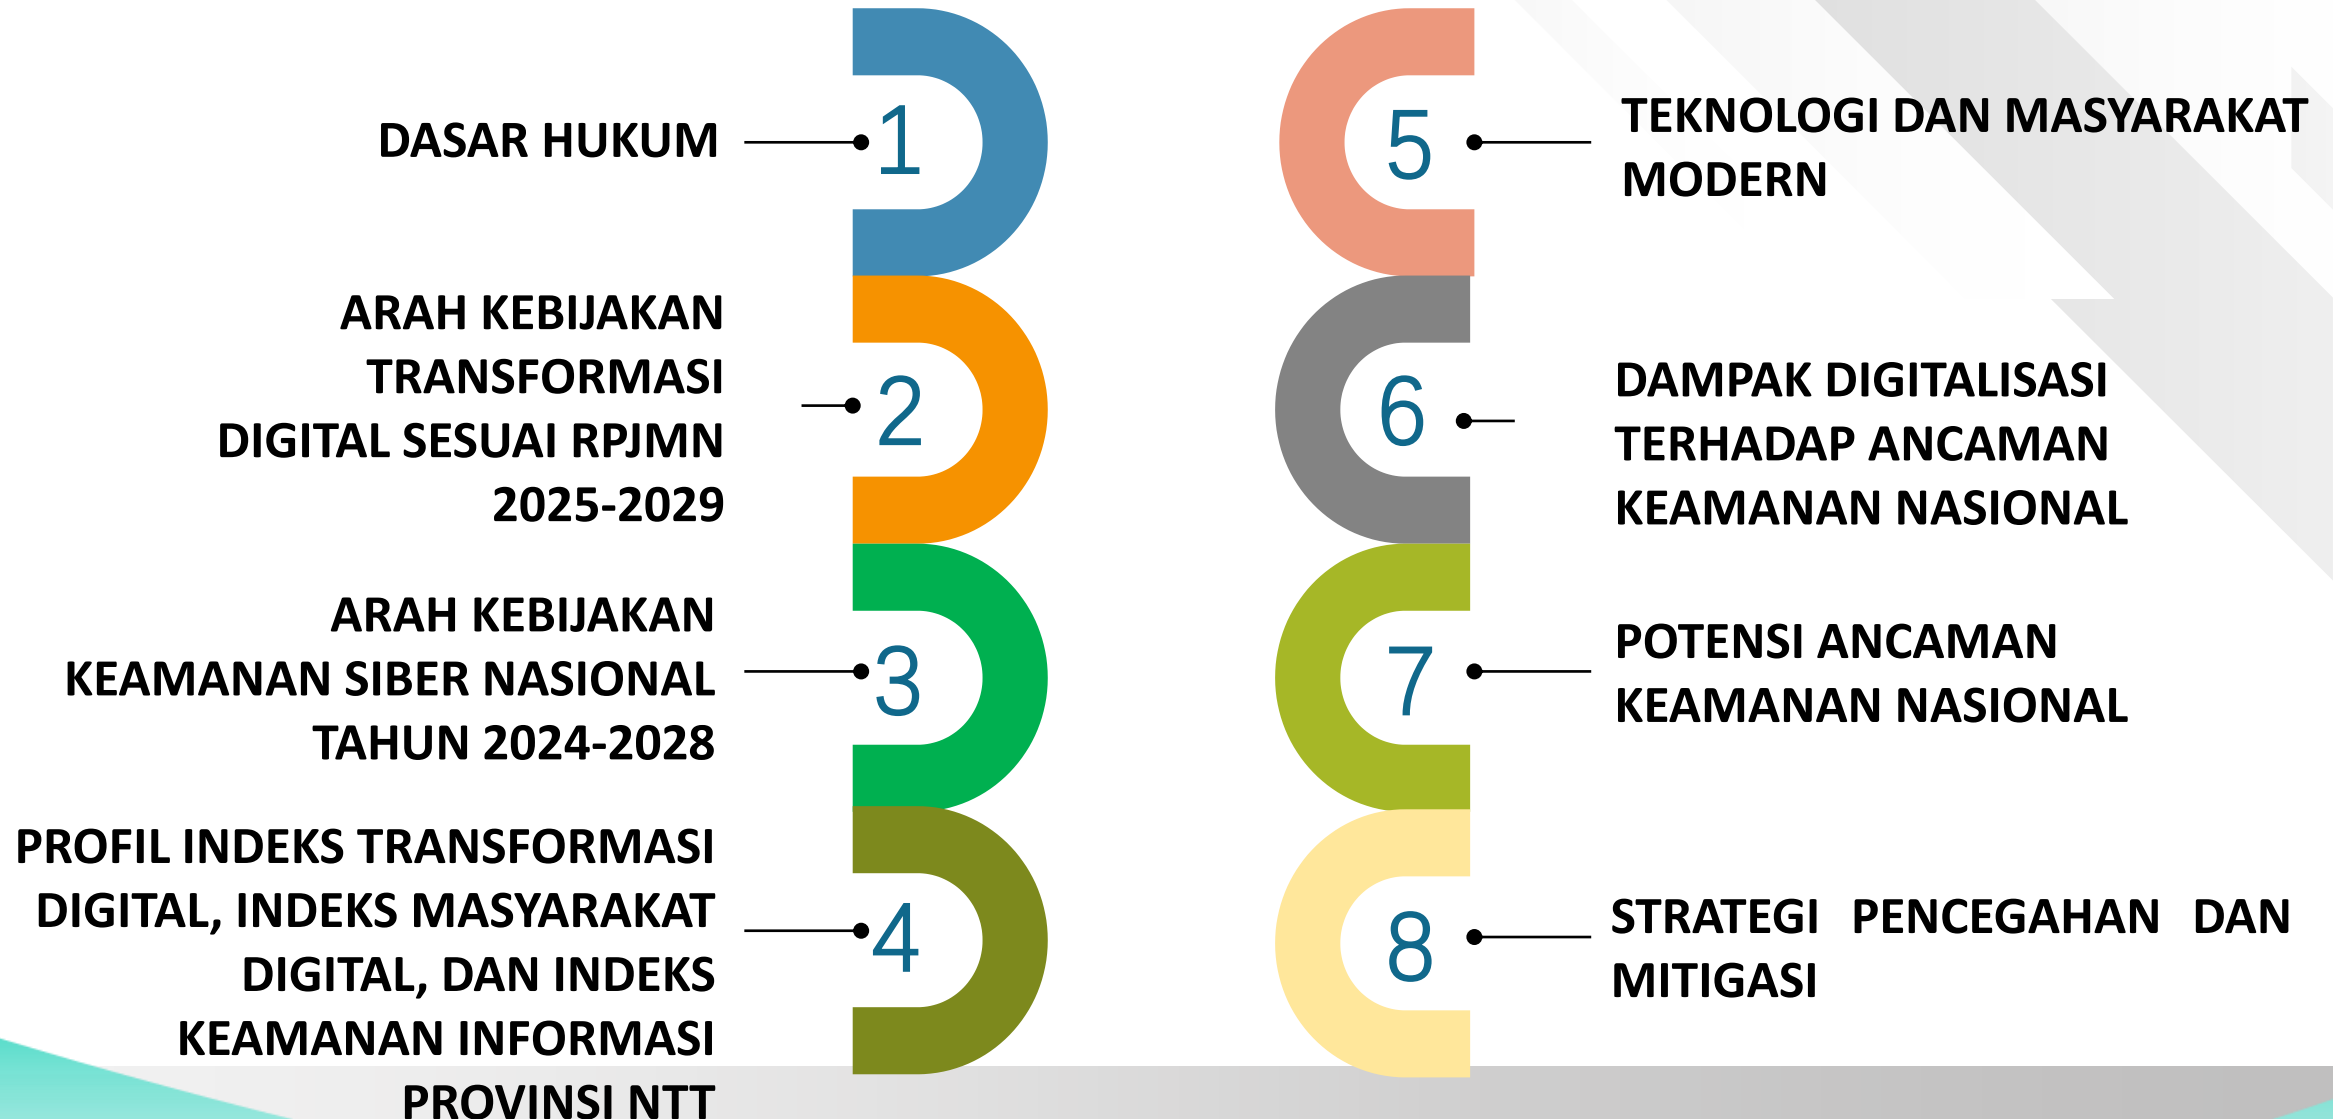 1
DASAR HUKUM
2
ARAH KEBIJAKAN
TRANSFORMASI
DIGITAL SESUAI RPJMN
2025-2029
3
ARAH KEBIJAKAN
KEAMANAN SIBER NASIONAL
TAHUN 2024-2028
4
PROFIL INDEKS TRANSFORMASI
DIGITAL, INDEKS MASYARAKAT
DIGITAL, DAN INDEKS
KEAMANAN INFORMASI
PROVINSI NTT
5
TEKNOLOGI DAN MASYARAKAT
MODERN
6
DAMPAK DIGITALISASI
TERHADAP ANCAMAN
KEAMANAN NASIONAL
7
POTENSI ANCAMAN
KEAMANAN NASIONAL
8
STRATEGI PENCEGAHAN DAN
MITIGASI